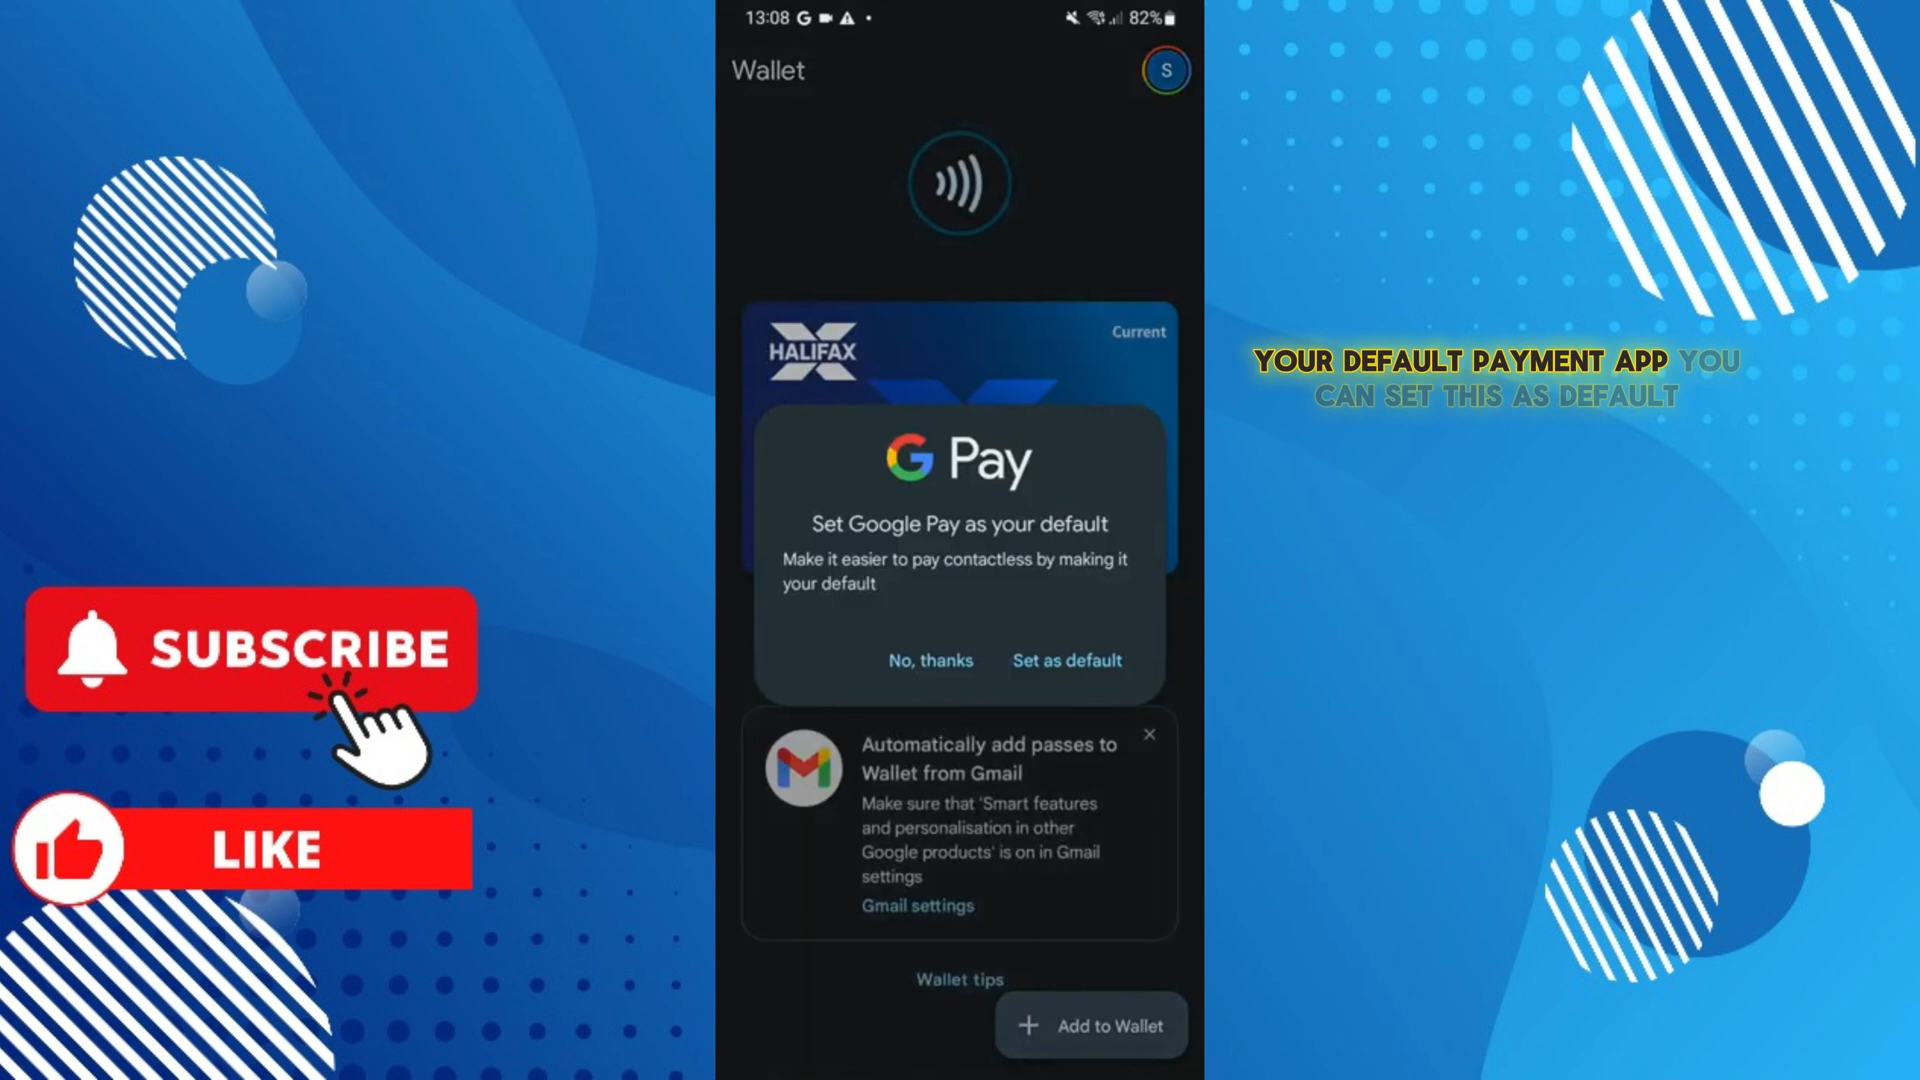 13:08
82%
Wallet
S
HALIFAX
Current
G Pay
Set Google Pay as your default
Make it easier to pay contactless by making it
your default
No, thanks
Set as default
Automatically add passes to
Wallet from Gmail
Make sure that 'Smart features
and personalisation in other
Google products' is on in Gmail
settings
Gmail settings
Wallet tips
+ Add to Wallet
SUBSCRIBE
LIKE
YOUR DEFAULT PAYMENT APP YOU
CAN SET THIS AS DEFAULT